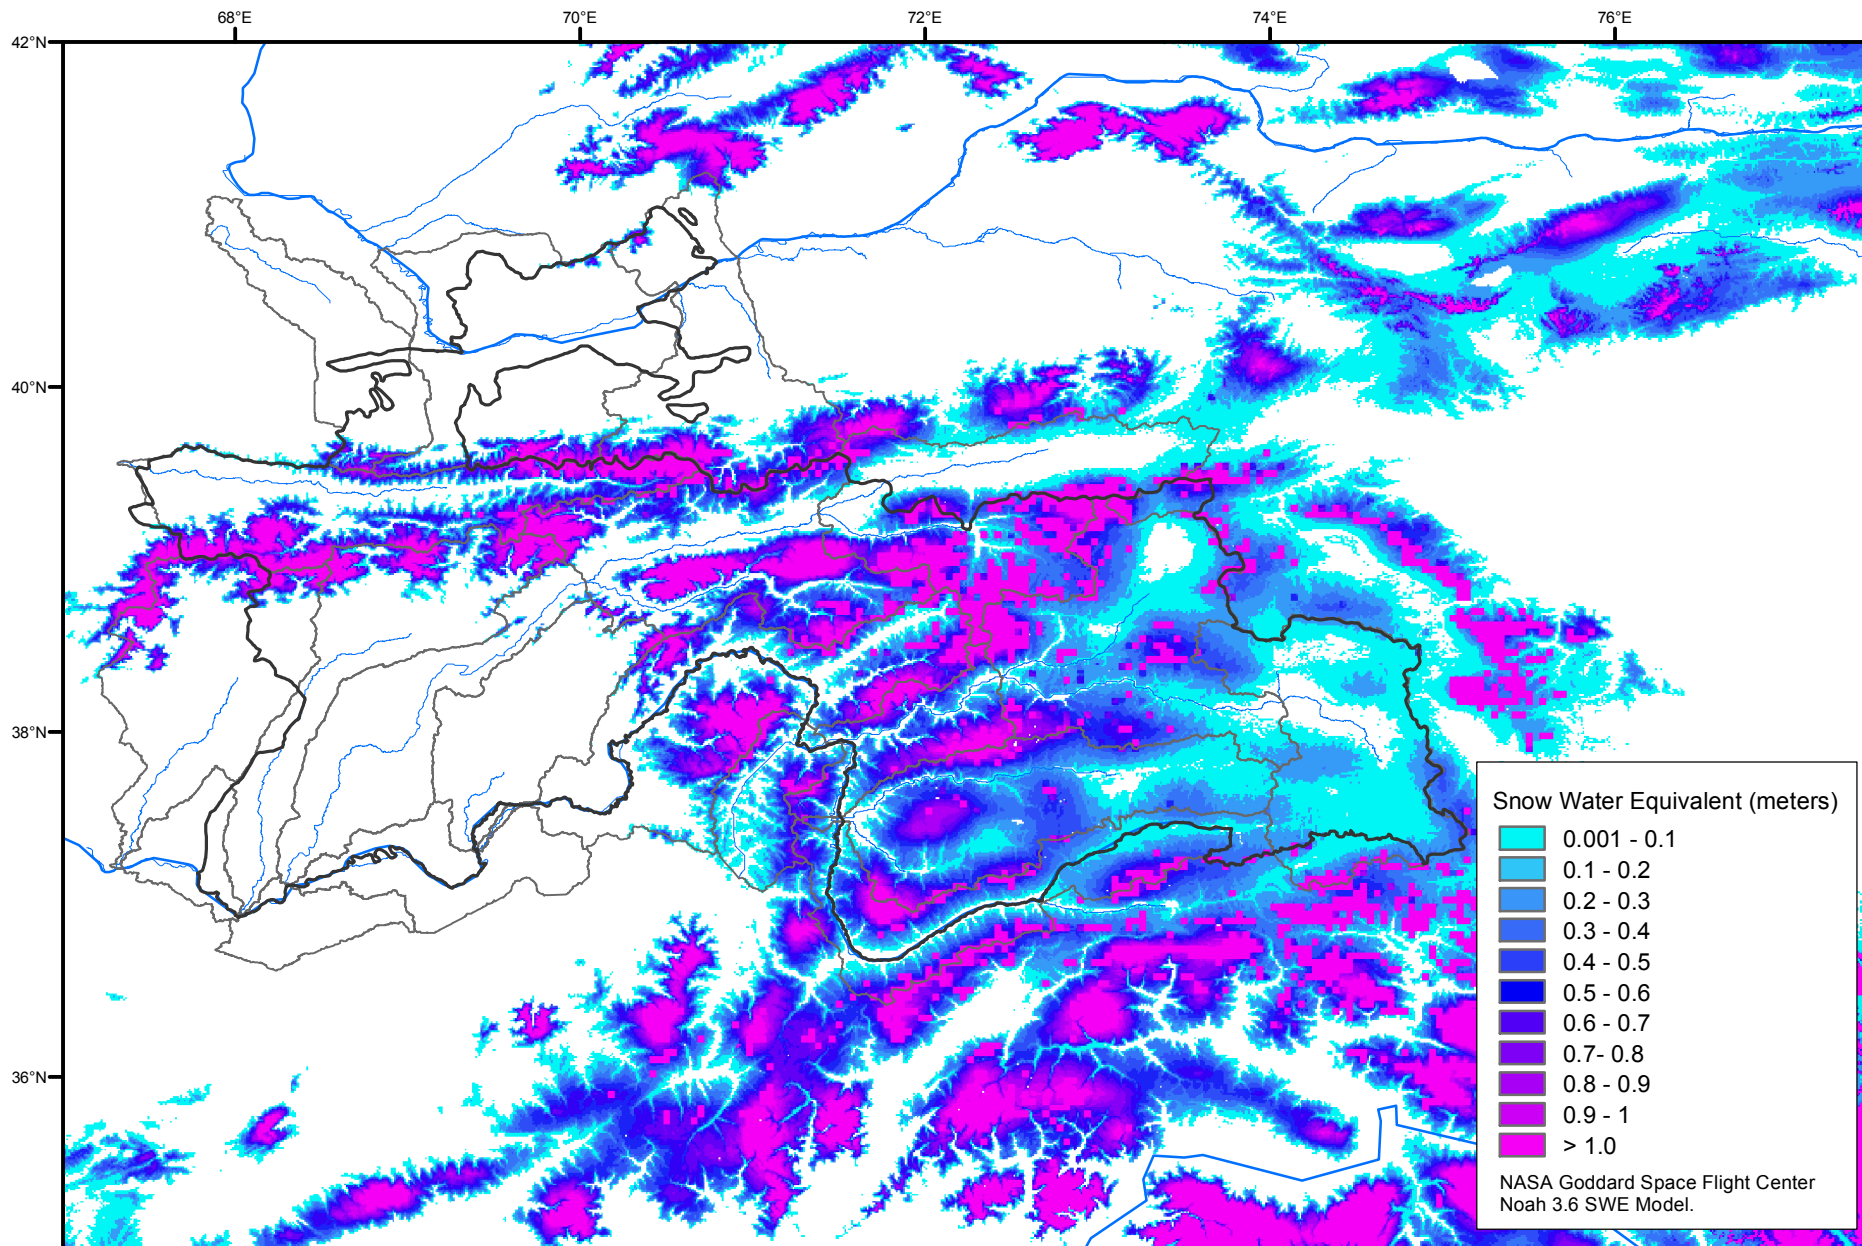 68°E
70°E
72°E
74°E
76°E
42°N
40°N
38°N
36°N
Snow Water Equivalent (meters)
0.001 - 0.1
0.1 - 0.2
0.2 - 0.3
0.3 - 0.4
0.4 - 0.5
0.5 - 0.6
0.6 - 0.7
0.7- 0.8
0.8 - 0.9
0.9 - 1
> 1.0
NASA Goddard Space Flight Center
Noah 3.6 SWE Model.